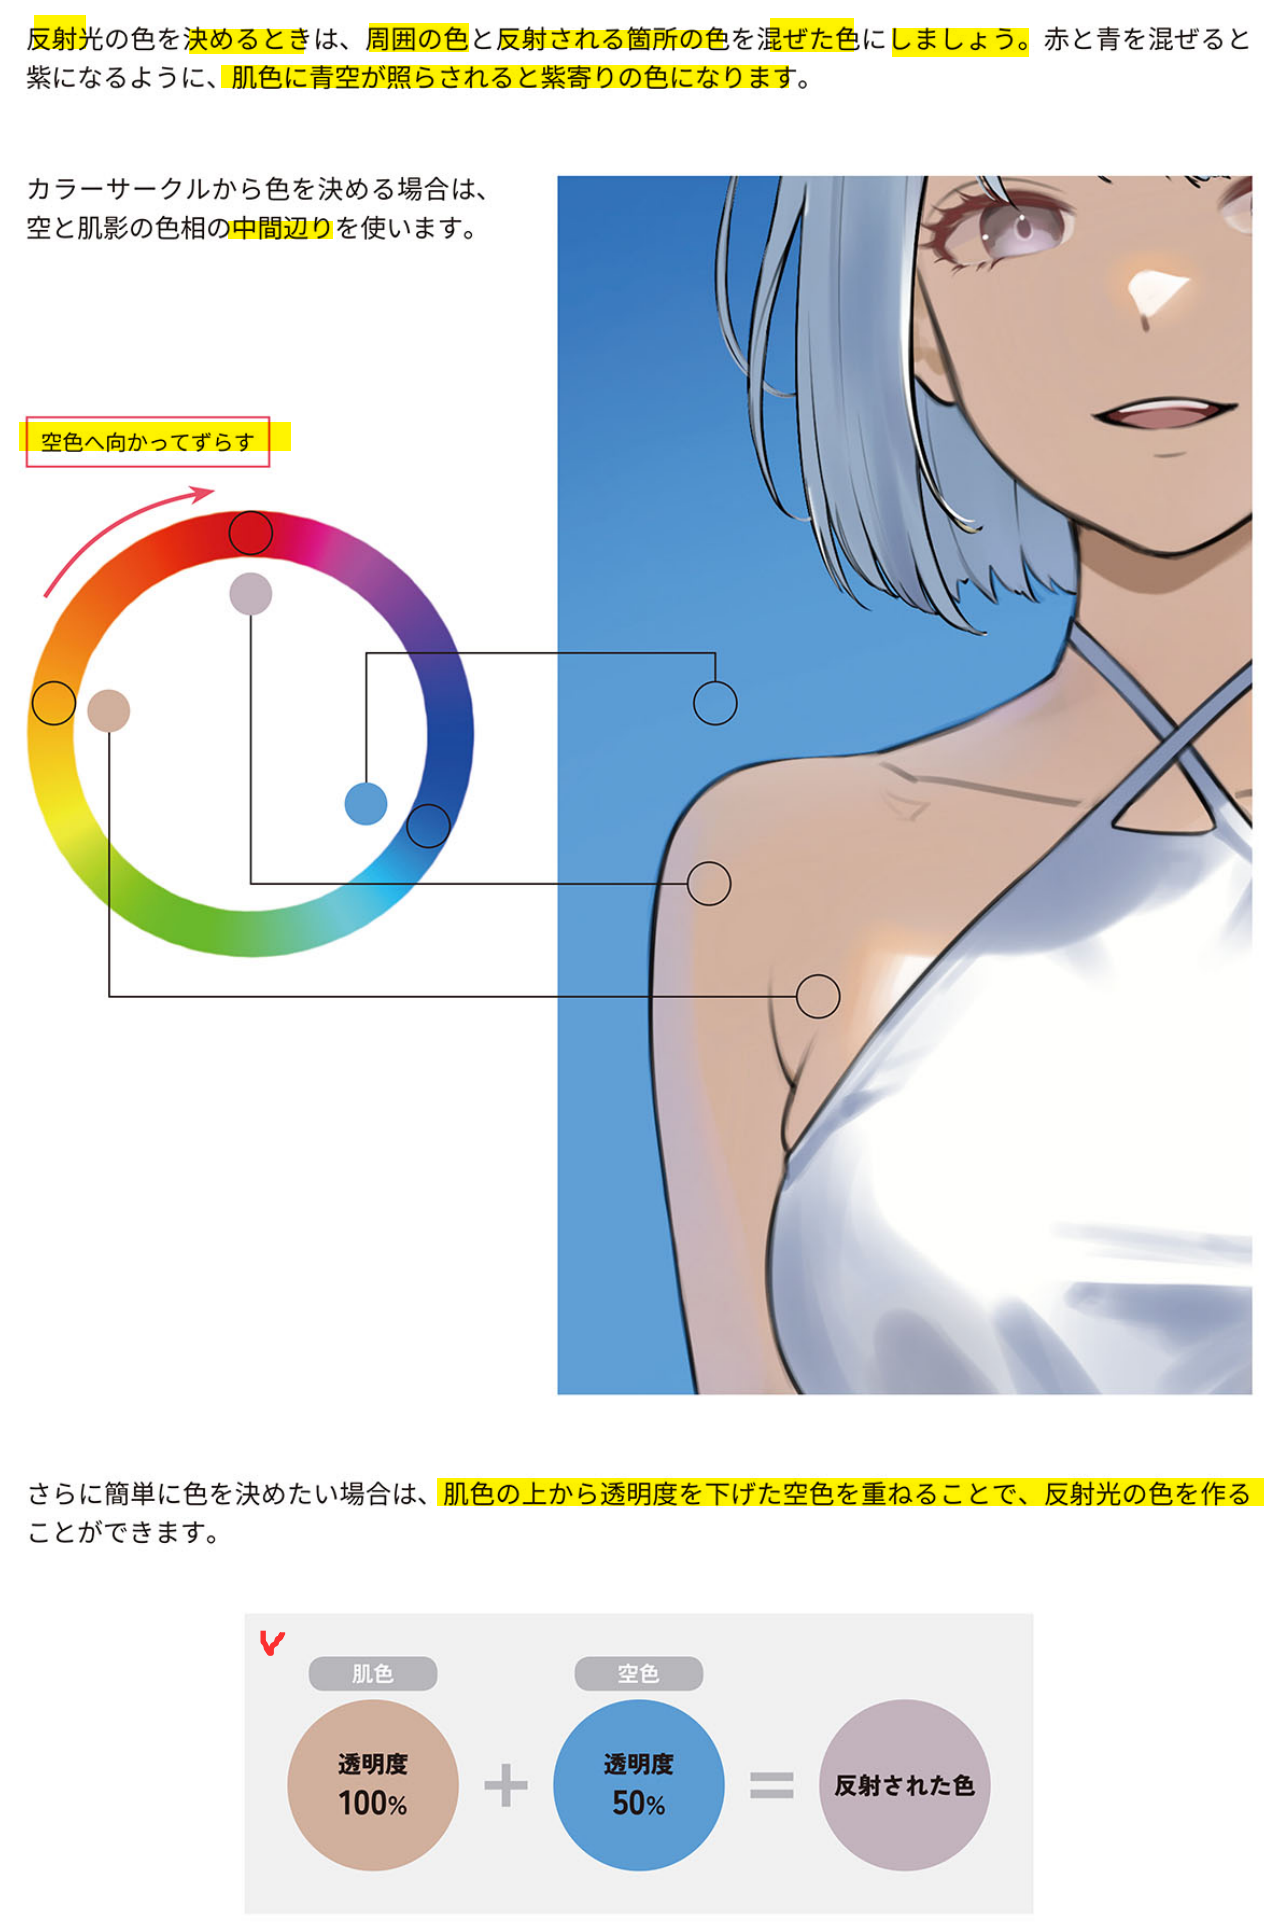 反射光の色を決めるときは、周囲の色と反射される箇所の色を混ぜた色にしましょう。赤と青を混ぜると
紫になるように、肌色に青空が照らされると紫寄りの色になります。
カラーサークルから色を決める場合は、
空と肌影の色相の中間辺りを使います。
空色へ向かってずらす
さらに簡単に色を決めたい場合は、肌色の上から透明度を下げた空色を重ねることで、反射光の色を作る
ことができます。
肌色
空色
透明度
100%
+
透明度
50%
=
反射された色